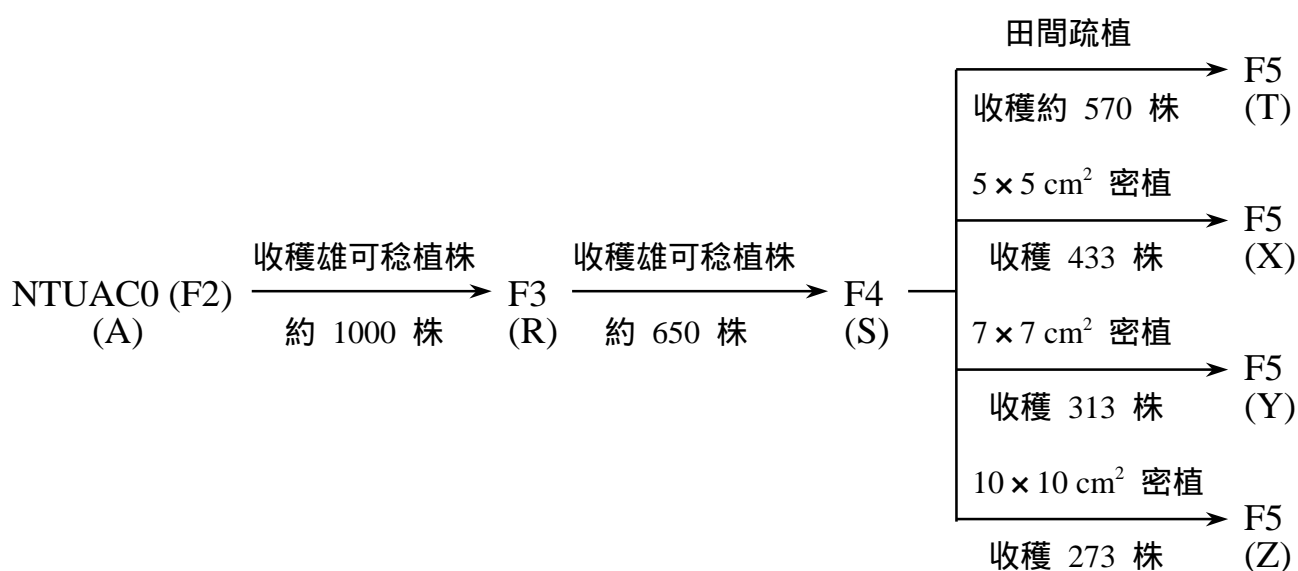 田間疏植
F5
收穫約 570 株
(T)
5 × 5 cm² 密植
F5
收穫 433 株
(X)
收穫雄可稔植株
收穫雄可稔植株
NTUAC0 (F2)
F3
F4
(A)
約 1000 株
(R)
約 650 株
(S)
7 × 7 cm² 密植
F5
收穫 313 株
(Y)
10 × 10 cm² 密植
F5
收穫 273 株
(Z)